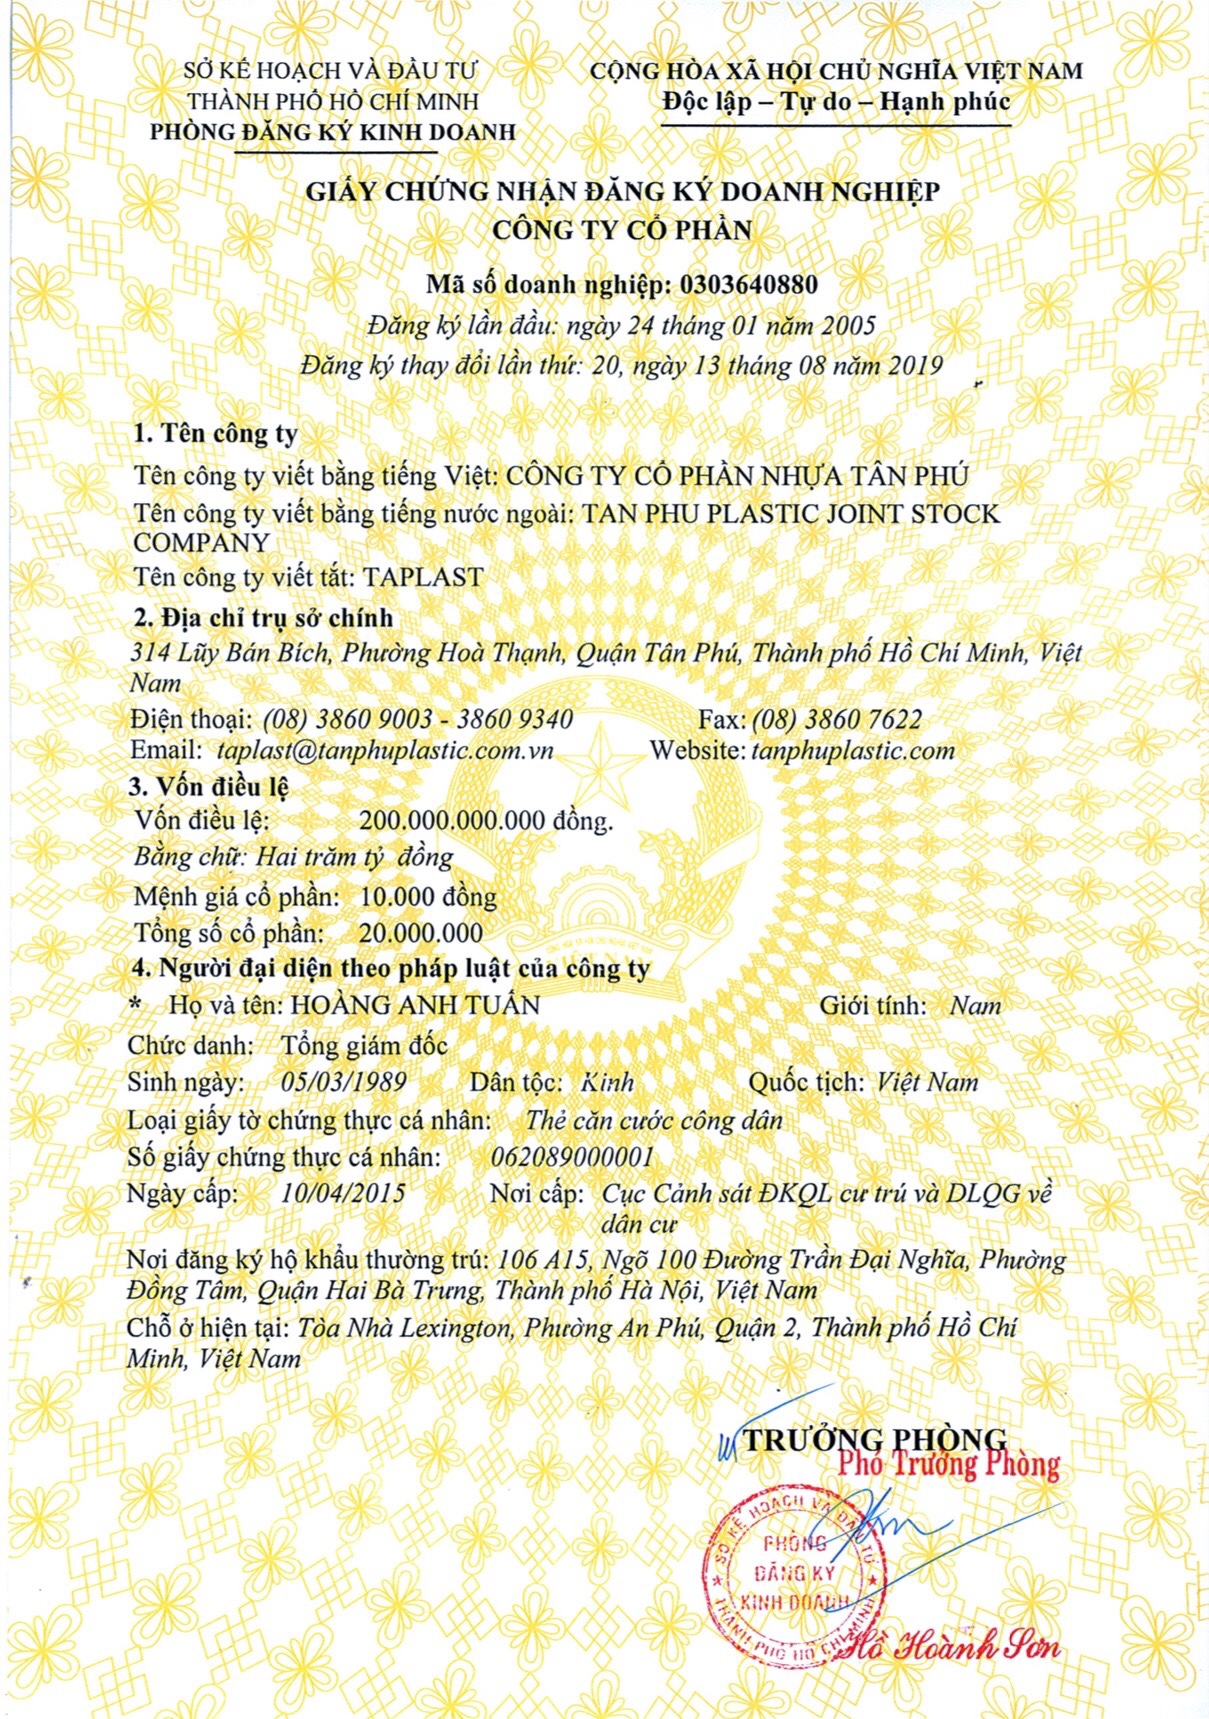 SỞ KẾ HOẠCH VÀ ĐẦU TƯ
THÀNH PHỐ HỒ CHÍ MINH
PHÒNG ĐĂNG KÝ KINH DOANH
CỘNG HÒA XÃ HỘI CHỦ NGHĨA VIỆT NAM
Độc lập – Tự do – Hạnh phúc
GIẤY CHỨNG NHẬN ĐĂNG KÝ DOANH NGHIỆP
CÔNG TY CỔ PHẦN
Mã số doanh nghiệp: 0303640880
Đăng ký lần đầu: ngày 24 tháng 01 năm 2005
Đăng ký thay đổi lần thứ: 20, ngày 13 tháng 08 năm 2019
1. Tên công ty
Tên công ty viết bằng tiếng Việt: CÔNG TY CỔ PHẦN NHỰA TÂN PHÚ
Tên công ty viết bằng tiếng nước ngoài: TAN PHU PLASTIC JOINT STOCK
COMPANY
Tên công ty viết tắt: TAPLAST
2. Địa chỉ trụ sở chính
314 Lũy Bán Bích, Phường Hoà Thạnh, Quận Tân Phú, Thành phố Hồ Chí Minh, Việt
Nam
Điện thoại: (08) 3860 9003 - 3860 9340 Fax: (08) 3860 7622
Email: taplast@tanphuplastic.com.vn Website: tanphuplastic.com
3. Vốn điều lệ
Vốn điều lệ: 200.000.000.000 đồng.
Bằng chữ: Hai trăm tỷ đồng
Mệnh giá cổ phần: 10.000 đồng
Tổng số cổ phần: 20.000.000
4. Người đại diện theo pháp luật của công ty
* Họ và tên: HOÀNG ANH TUẤN Giới tính: Nam
Chức danh: Tổng giám đốc
Sinh ngày: 05/03/1989 Dân tộc: Kinh Quốc tịch: Việt Nam
Loại giấy tờ chứng thực cá nhân: Thẻ căn cước công dân
Số giấy chứng thực cá nhân: 062089000001
Ngày cấp: 10/04/2015 Nơi cấp: Cục Cảnh sát ĐKQL cư trú và DLQG về
dân cư
Nơi đăng ký hộ khẩu thường trú: 106 A15, Ngõ 100 Đường Trần Đại Nghĩa, Phường
Đồng Tâm, Quận Hai Bà Trưng, Thành phố Hà Nội, Việt Nam
Chỗ ở hiện tại: Tòa Nhà Lexington, Phường An Phú, Quận 2, Thành phố Hồ Chí
Minh, Việt Nam
TRƯỞNG PHÒNG
Phó Trưởng Phòng
SỞ KẾ HOẠCH VÀ ĐẦU TƯ
PHÒNG
ĐĂNG KÝ
KINH DOANH
THÀNH PHỐ HỒ CHÍ MINH
Hồ Hoành Sơn